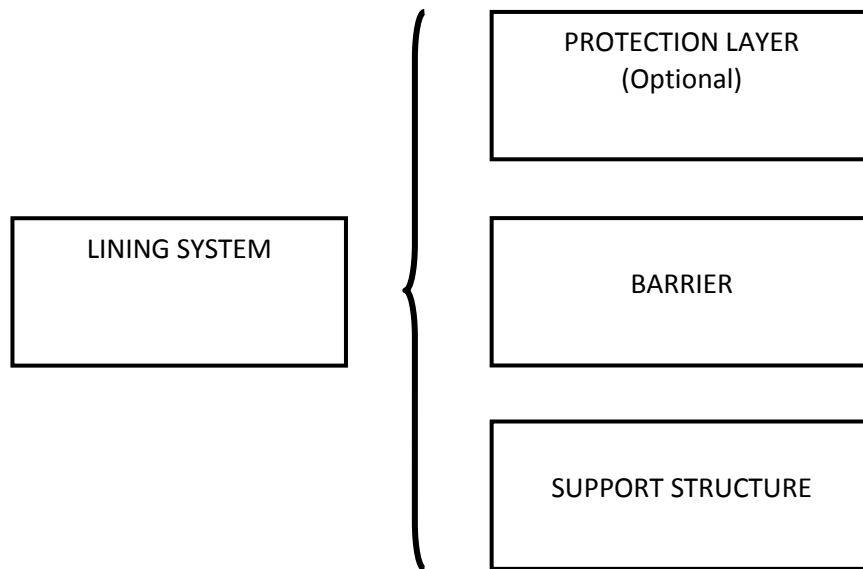 PROTECTION LAYER
(Optional)
LINING SYSTEM
BARRIER
SUPPORT STRUCTURE